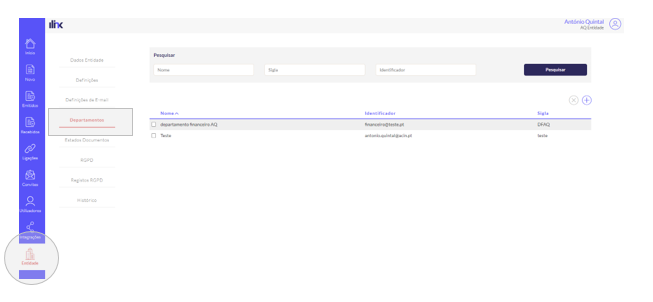 ilink
António Quintal
AQ Entidade
Início
Novo
Emitidos
Recebidos
Ligações
Convites
Utilizadores
Integrações
Entidade
Dados Entidade
Definições
Definições de E-mail
Departamentos
Estados Documentos
RGPD
Registos RGPD
Histórico
Pesquisar
Nome
Sigla
Identificador
Pesquisar
Nome Identificador Sigla
departamento financeiro AQ financeiro@teste.pt DFAQ
Teste antonio.quintal@acin.pt teste